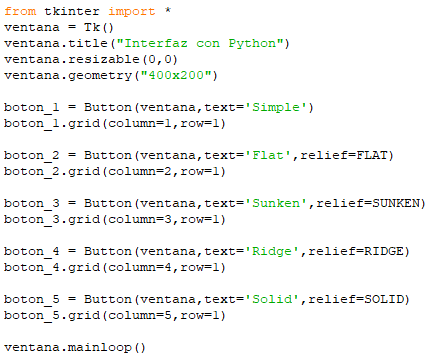 from tkinter import *
ventana = Tk()
ventana.title("Interfaz con Python")
ventana.resizable(0,0)
ventana.geometry("400x200")

boton_1 = Button(ventana,text='Simple')
boton_1.grid(column=1,row=1)

boton_2 = Button(ventana,text='Flat',relief=FLAT)
boton_2.grid(column=2,row=1)

boton_3 = Button(ventana,text='Sunken',relief=SUNKEN)
boton_3.grid(column=3,row=1)

boton_4 = Button(ventana,text='Ridge',relief=RIDGE)
boton_4.grid(column=4,row=1)

boton_5 = Button(ventana,text='Solid',relief=SOLID)
boton_5.grid(column=5,row=1)

ventana.mainloop()